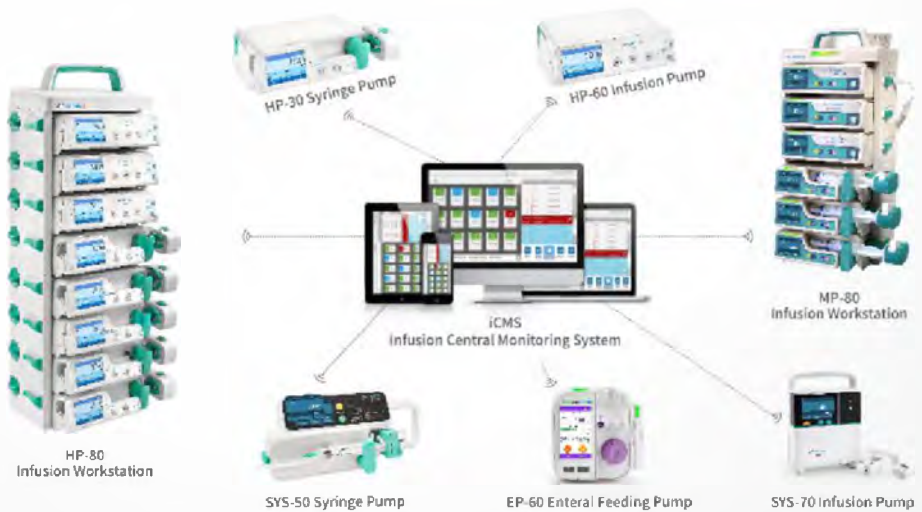 HP-30 Syringe Pump
HP-60 Infusion Pump
iCMS
Infusion Central Monitoring System
MP-80
Infusion Workstation
HP-80
Infusion Workstation
SYS-50 Syringe Pump
EP-60 Enteral Feeding Pump
SYS-70 Infusion Pump